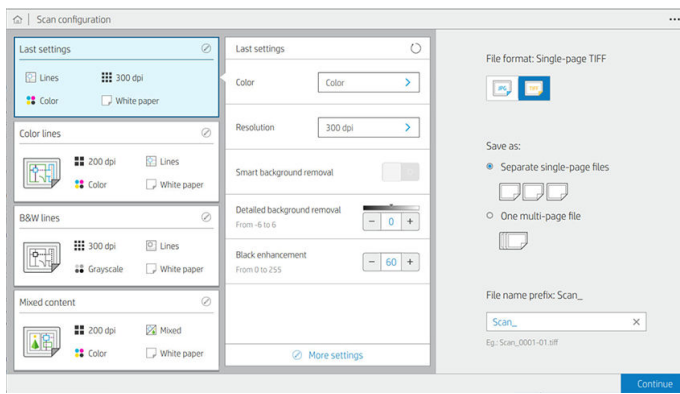 Scan configuration
Last settings
Lines
300 dpi
Color
White paper
Color lines
200 dpi
Lines
Color
White paper
B&W lines
300 dpi
Lines
Grayscale
White paper
Mixed content
200 dpi
Mixed
Color
White paper
Last settings
Color
Color
Resolution
300 dpi
Smart background removal
Detailed background removal
From -6 to 6
- 0 +
Black enhancement
From 0 to 255
- 60 +
More settings
File format: Single-page TIFF
JPG
TIFF
Save as:
Separate single-page files
One multi-page file
File name prefix: Scan_
Scan_
Eg.: Scan_0001-01.tiff
Continue